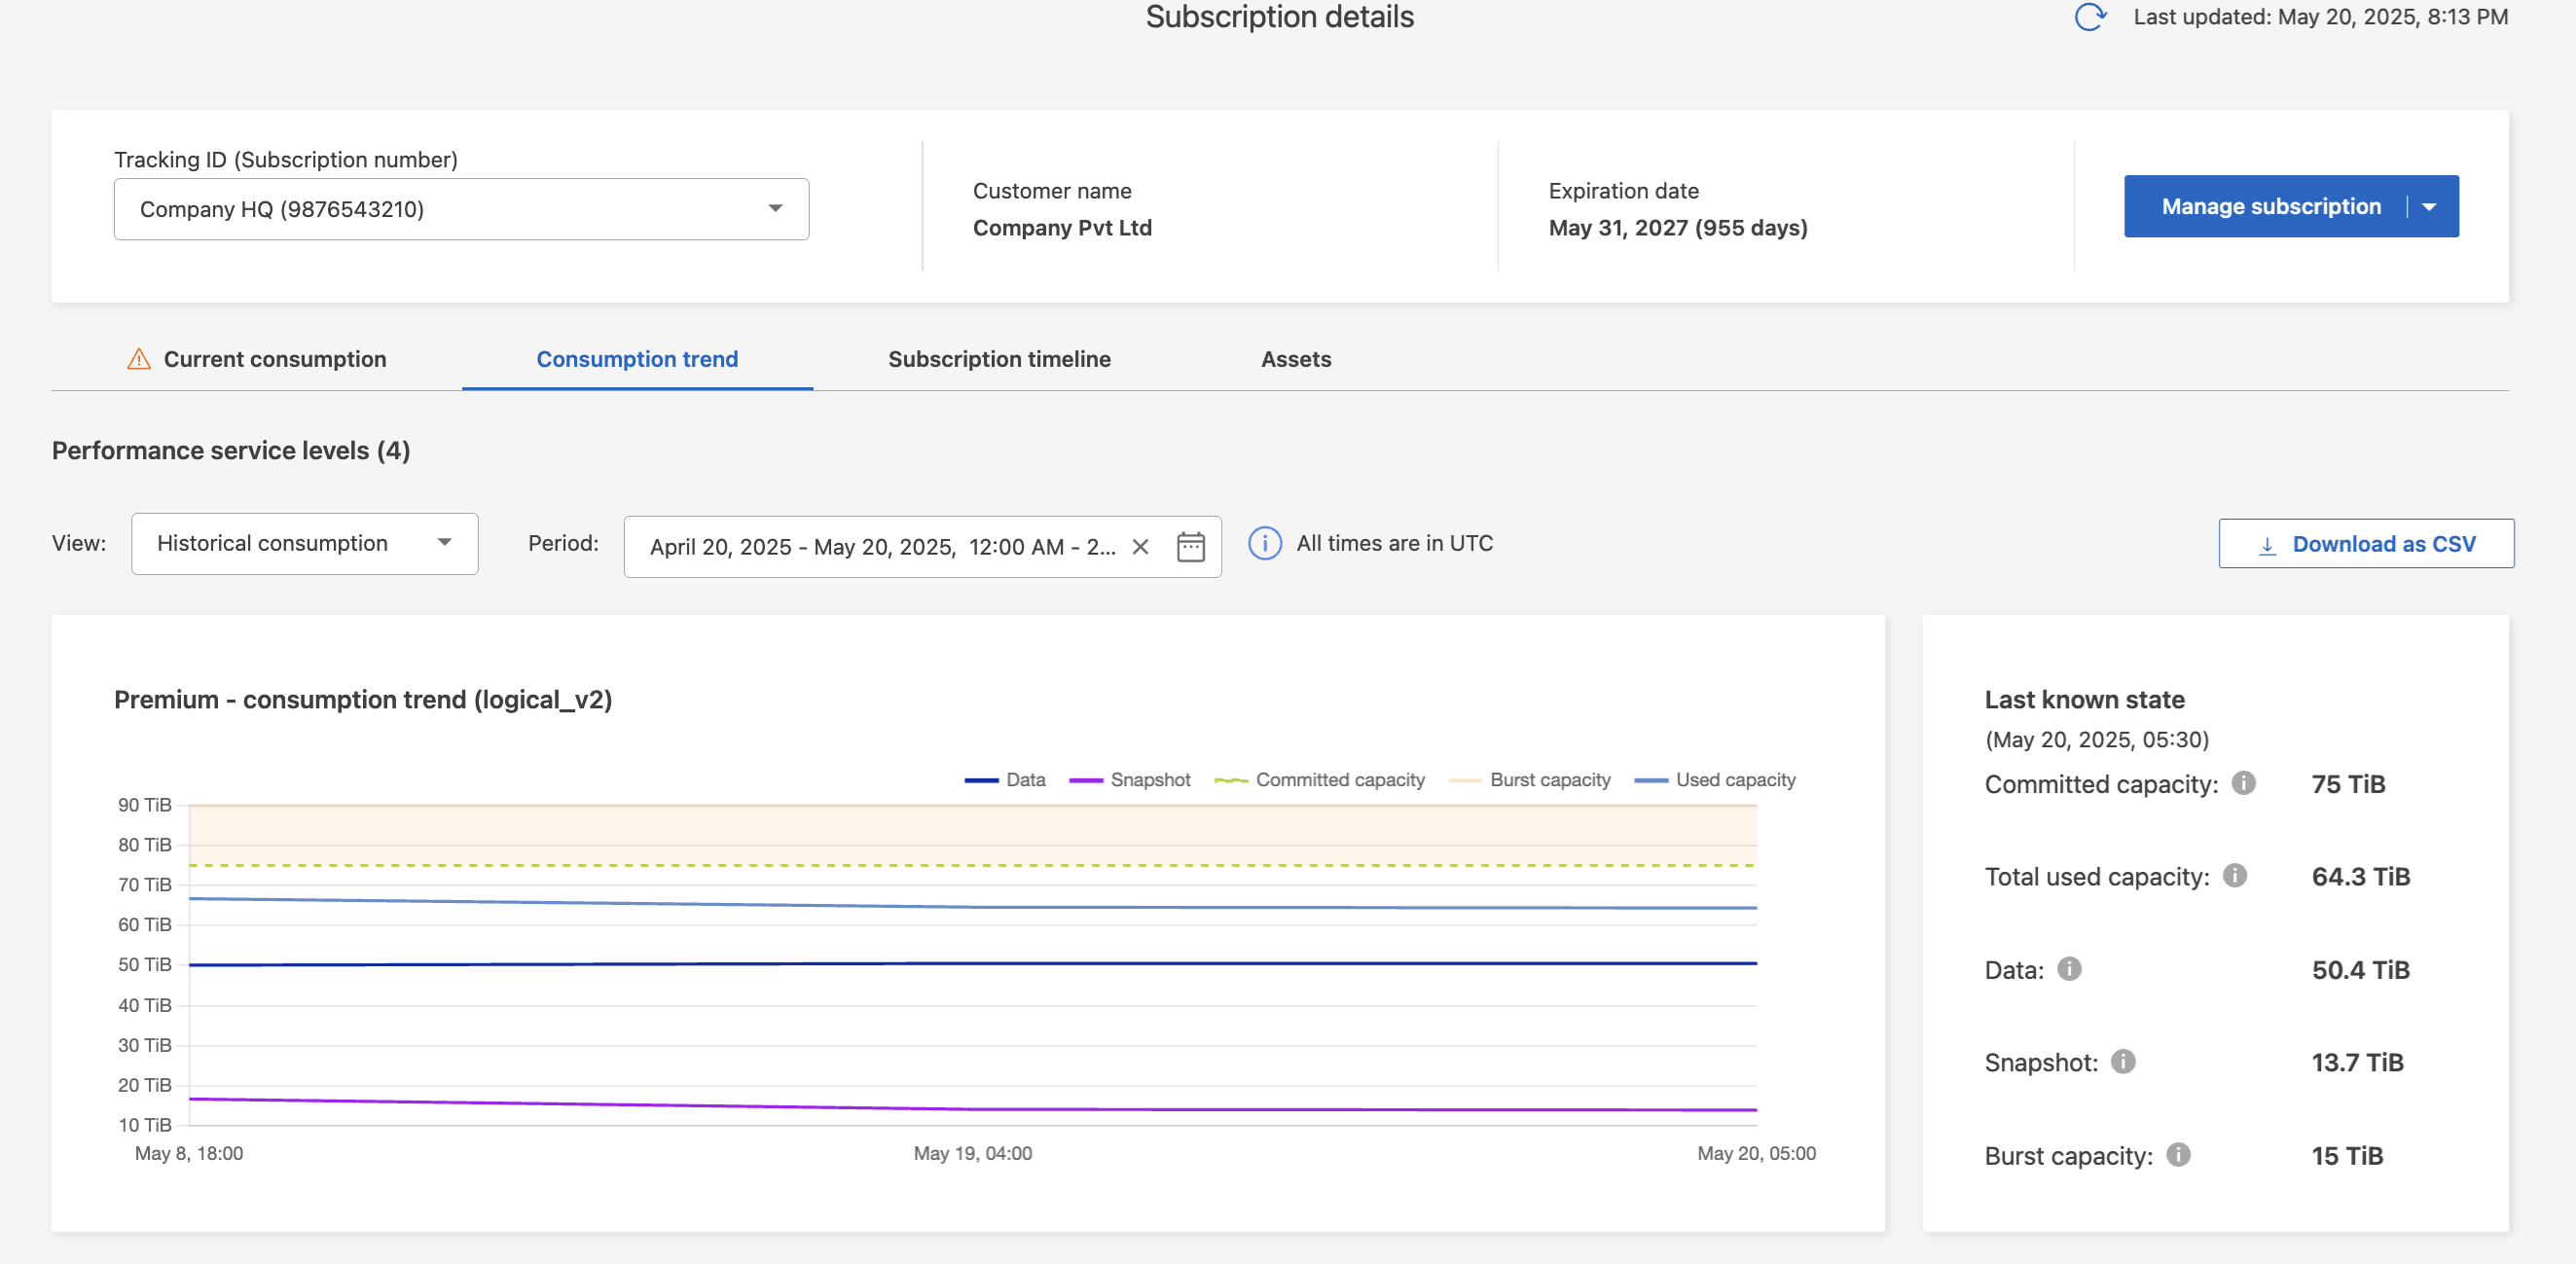 Subscription details
Last updated: May 20, 2025, 8:13 PM
Tracking ID (Subscription number)
Company HQ (9876543210)
Customer name
Company Pvt Ltd
Expiration date
May 31, 2027 (955 days)
Manage subscription
Current consumption
Consumption trend
Subscription timeline
Assets
Performance service levels (4)
View:
Historical consumption
Period:
April 20, 2025 - May 20, 2025, 12:00 AM - 2...
All times are in UTC
Download as CSV
Premium - consumption trend (logical_v2)
Data
Snapshot
Committed capacity
Burst capacity
Used capacity
90 TiB
80 TiB
70 TiB
60 TiB
50 TiB
40 TiB
30 TiB
20 TiB
10 TiB
May 8, 18:00
May 19, 04:00
May 20, 05:00
Last known state
(May 20, 2025, 05:30)
Committed capacity: 75 TiB
Total used capacity: 64.3 TiB
Data: 50.4 TiB
Snapshot: 13.7 TiB
Burst capacity: 15 TiB